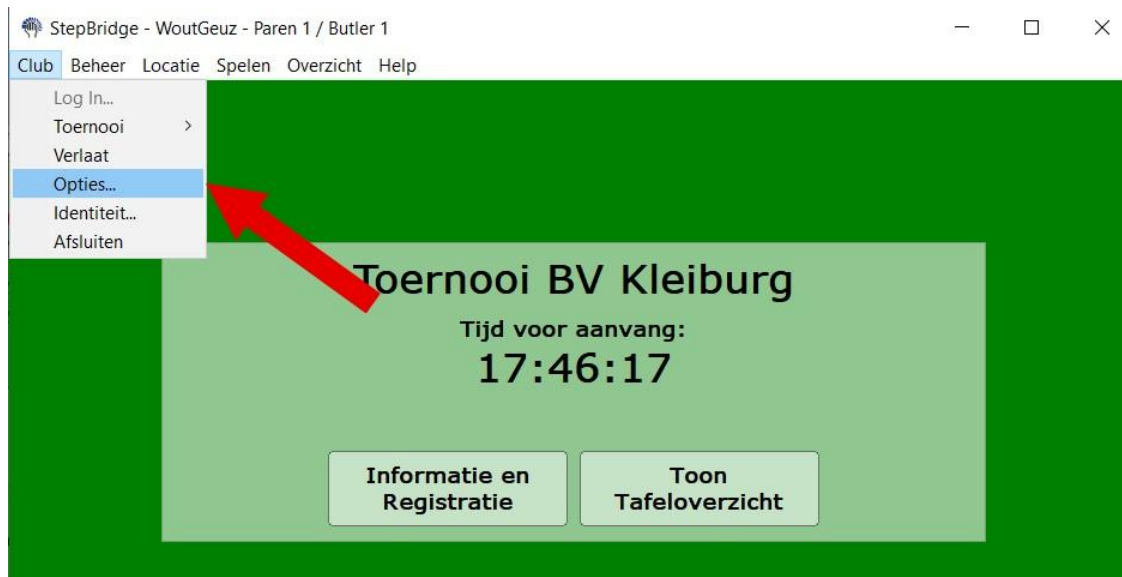 StepBridge - WoutGeuz - Paren 1 / Butler 1
Club Beheer Locatie Spelen Overzicht Help
Log In...
Toernooi >
Verlaat
Opties...
Identiteit...
Afsluiten
Toernooi BV Kleiburg
Tijd voor aanvang:
17:46:17
Informatie en
Registratie
Toon
Tafeloverzicht